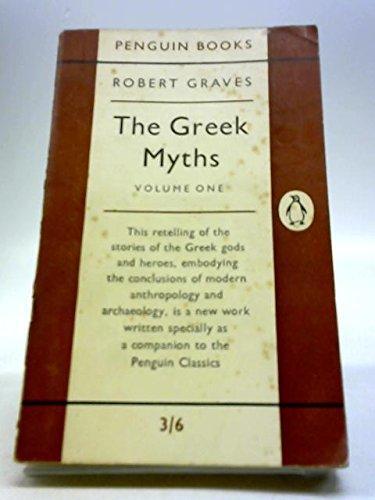 PENGUIN BOOKS
ROBERT GRAVES
The Greek
Myths
VOLUME ONE
This retelling of the
stories of the Greek gods
and heroes, embodying
the conclusions of modern
anthropology and
archaeology, is a new work
written specially as
a companion to the
Penguin Classics
3/6